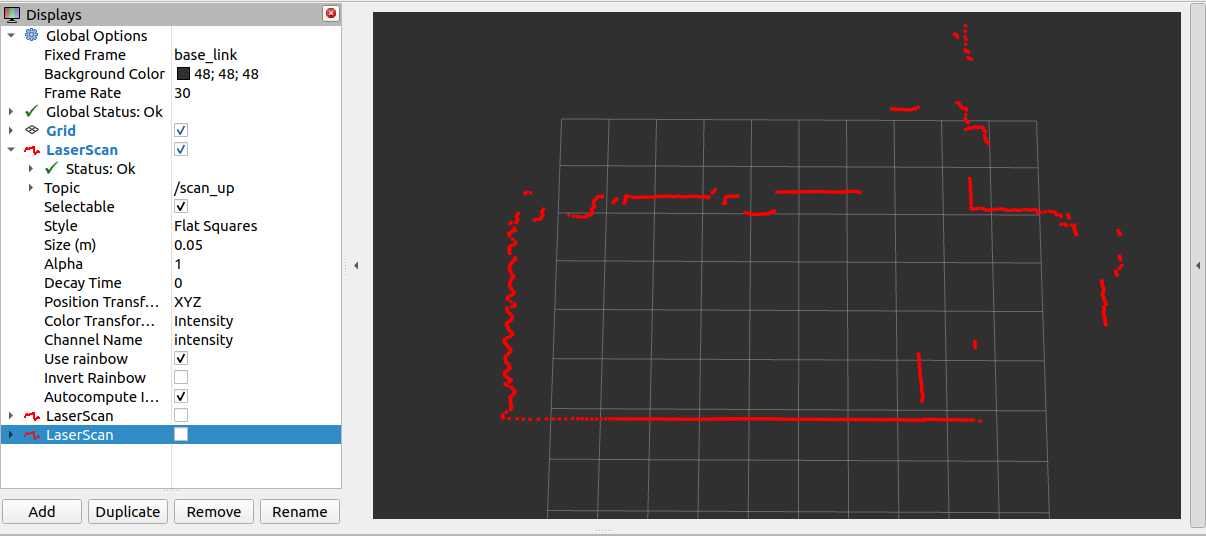 Displays
Global Options
Fixed Frame base_link
Background Color 48; 48; 48
Frame Rate 30
Global Status: Ok
Grid
LaserScan
Status: Ok
Topic /scan_up
Selectable
Style Flat Squares
Size (m) 0.05
Alpha 1
Decay Time 0
Position Transf... XYZ
Color Transfor... Intensity
Channel Name intensity
Use rainbow
Invert Rainbow
Autocompute I...
LaserScan
LaserScan
Add Duplicate Remove Rename